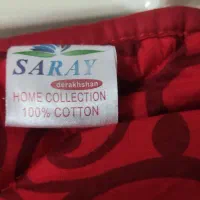 SARAY
derakhshan
HOME COLLECTION
100% COTTON